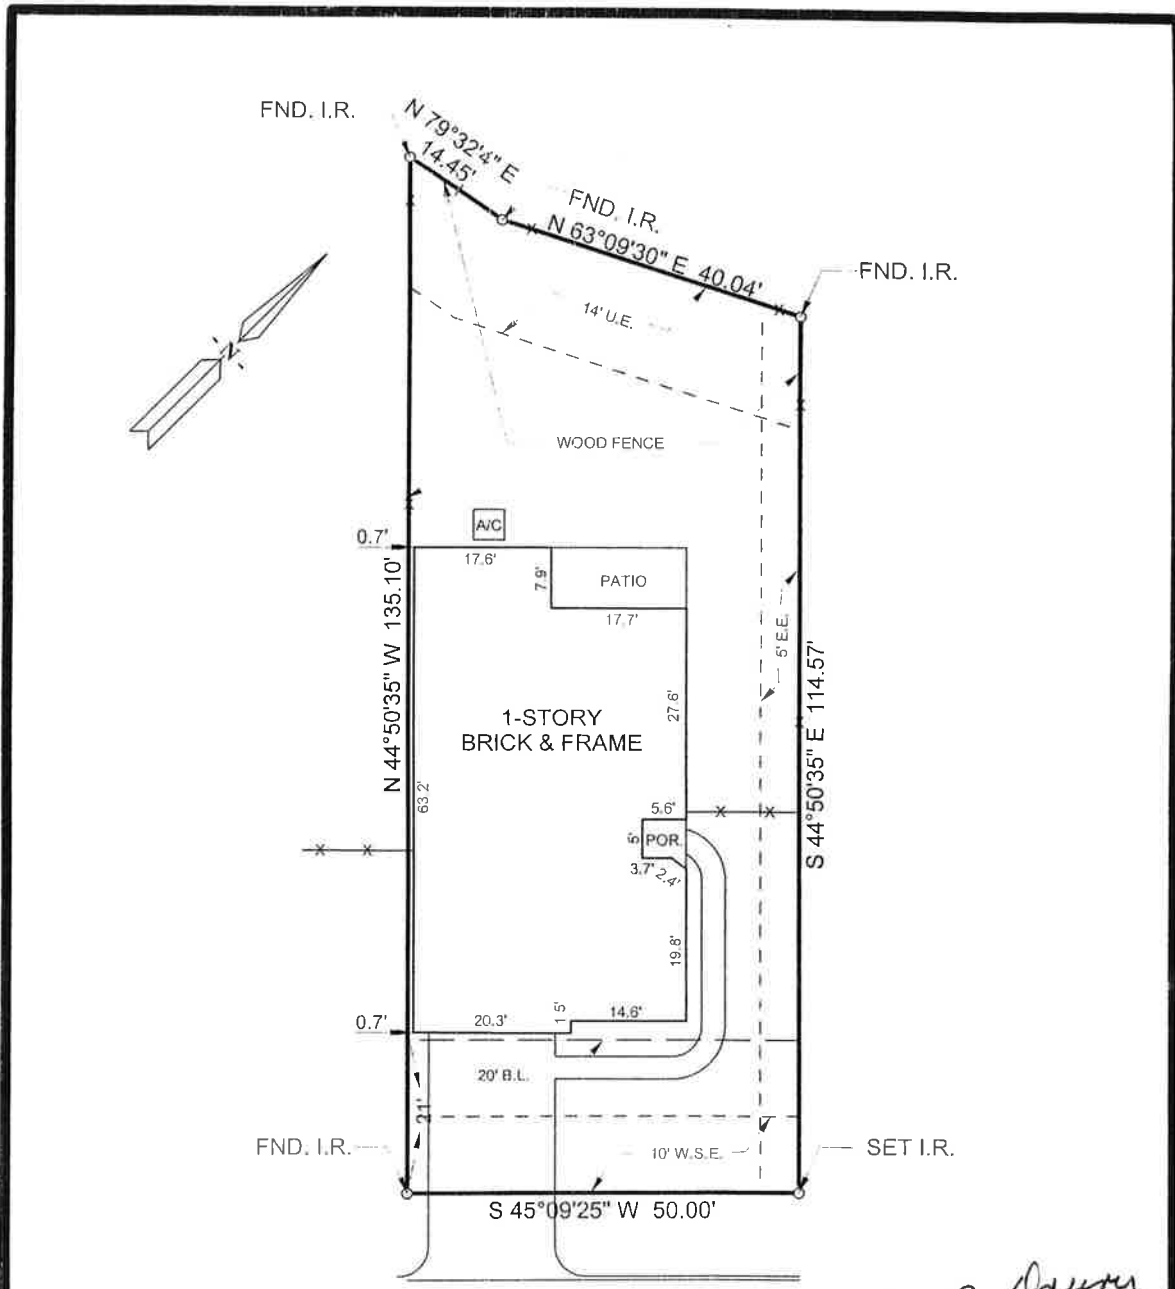 FND. I.R.
N 79°32'4" E
14.45'
FND. I.R.
N 63°09'30" E 40.04'
FND. I.R.
14' U.E.
N
WOOD FENCE
A/C
0.7'
17.6'
7.9'
PATIO
17.7'
N 44°50'35" W 135.10'
5' E.E.
S 44°50'35" E 114.57'
27.6'
1-STORY
BRICK & FRAME
63.2'
5.6'
5'
POR.
3.7'
2.4'
19.8'
1.5'
14.6'
0.7'
20.3'
20' B.L.
21'
FND. I.R.
10' W.S.E.
SET I.R.
S 45°09'25" W 50.00'